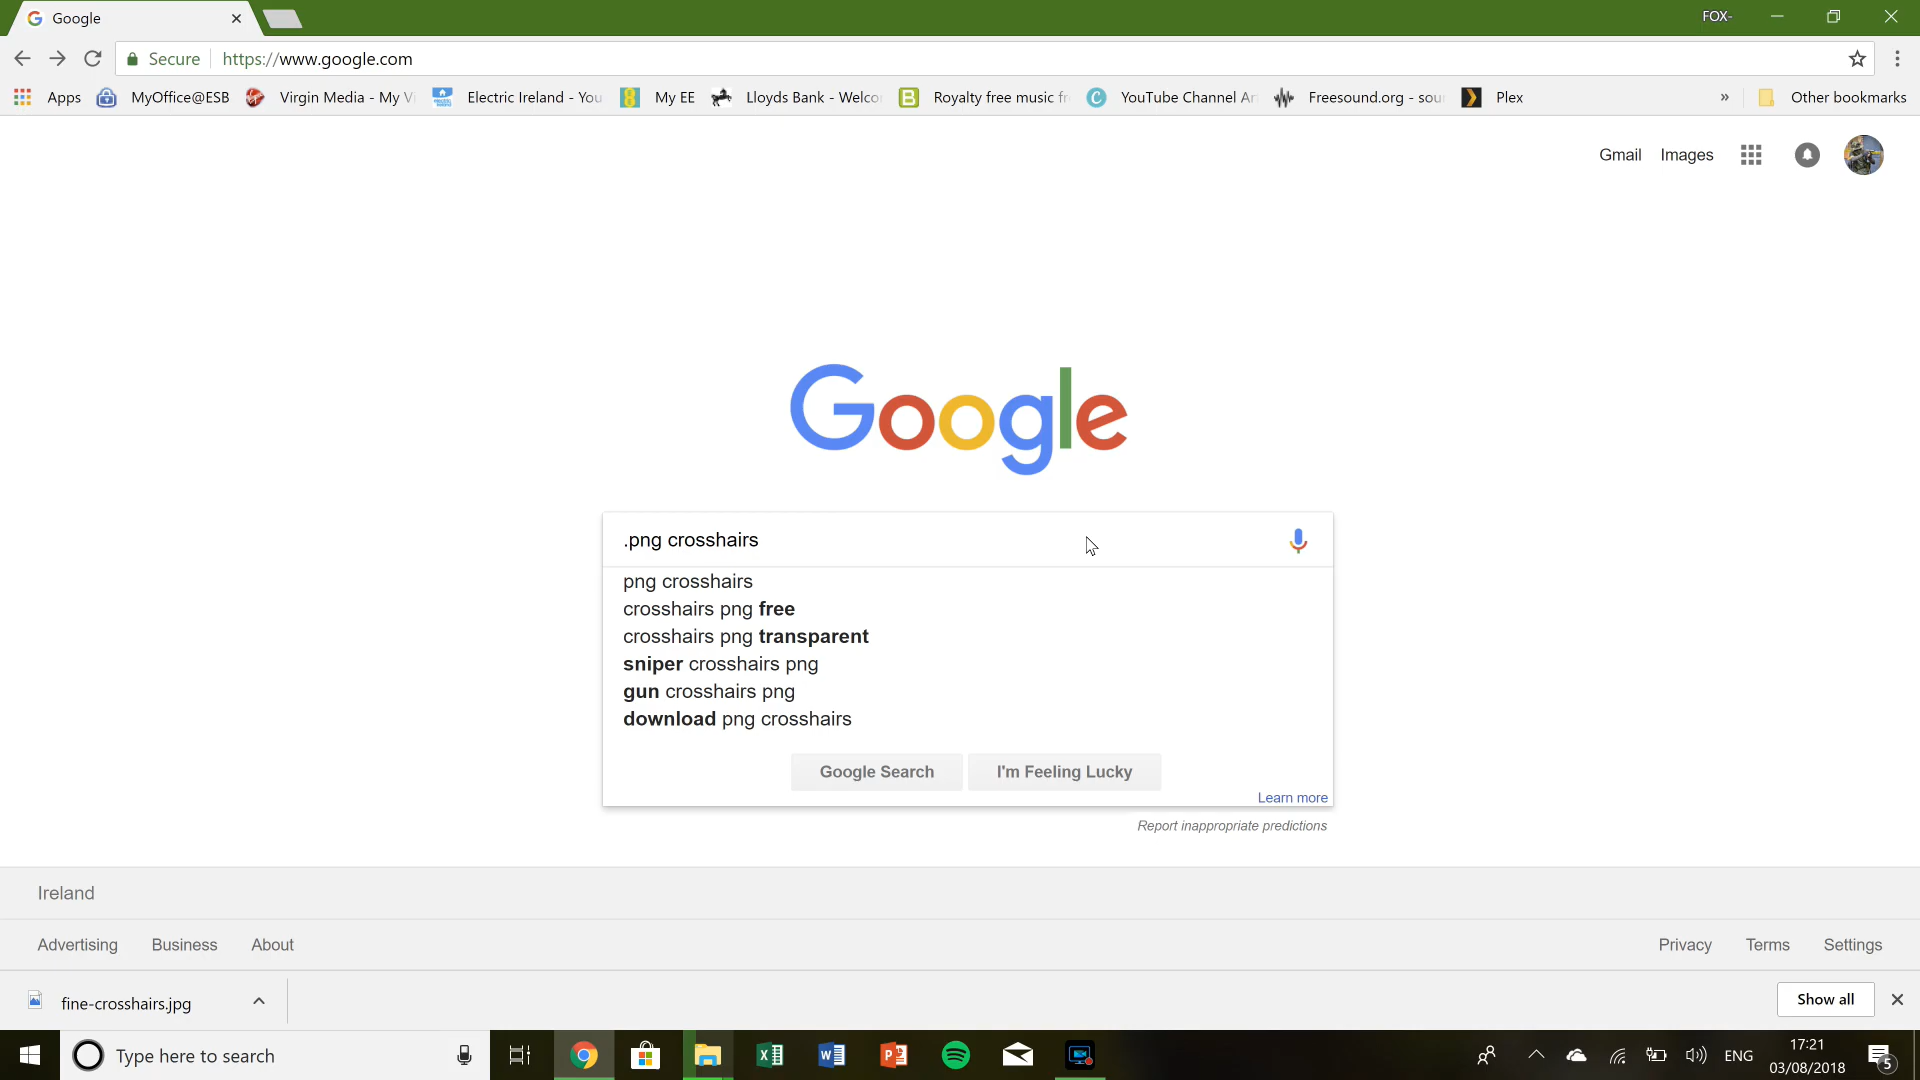 Google
FOX-
Secure
https://www.google.com
Apps
MyOffice@ESB
Virgin Media - My Vi
Electric Ireland - You
My EE
Lloyds Bank - Welco
Royalty free music fr
YouTube Channel Ar
Freesound.org - sou
Plex
»
Other bookmarks
Gmail
Images
Google
.png crosshairs
png crosshairs
crosshairs png free
crosshairs png transparent
sniper crosshairs png
gun crosshairs png
download png crosshairs
Google Search
I'm Feeling Lucky
Learn more
Report inappropriate predictions
Ireland
Advertising
Business
About
Privacy
Terms
Settings
fine-crosshairs.jpg
Show all
Type here to search
ENG
17:21
03/08/2018
5